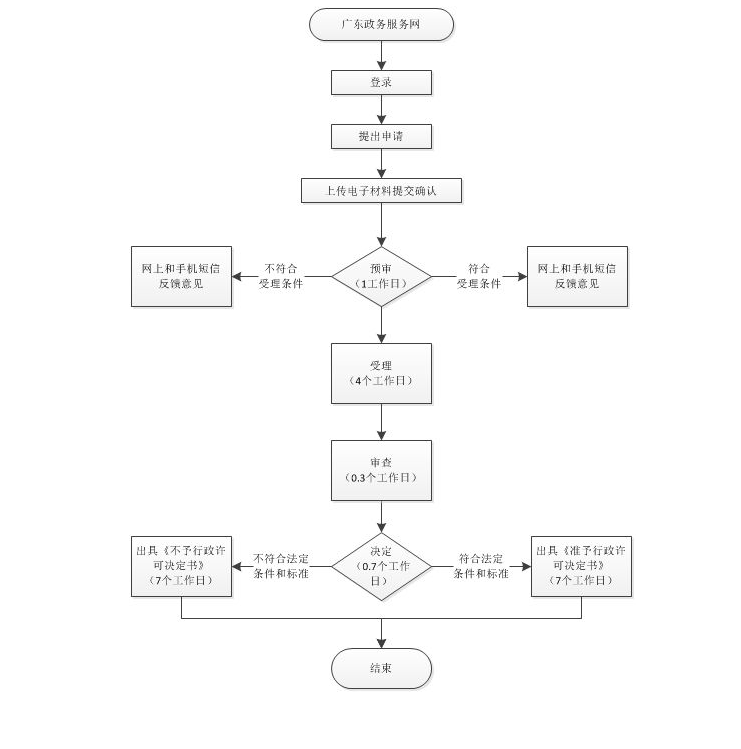 广东政务服务网
登录
提出申请
上传电子材料提交确认
网上和手机短信
反馈意见
不符合
受理条件
预审
（1工作日）
符合
受理条件
网上和手机短信
反馈意见
受理
（4个工作日）
审查
（0.3个工作日）
出具《不予行政许
可决定书》
（7个工作日）
不符合法定
条件和标准
决定
（0.7个工作
日）
符合法定
条件和标准
出具《准予行政许
可决定书》
（7个工作日）
结束